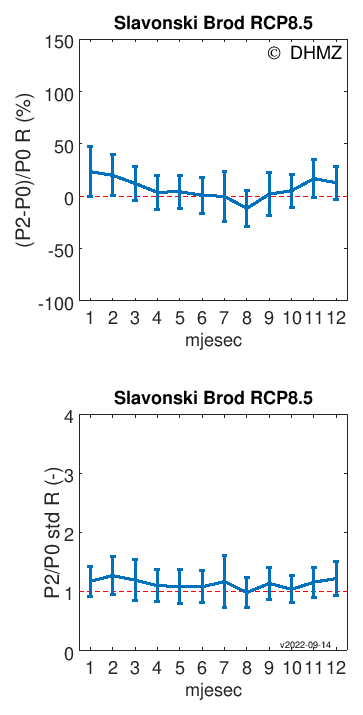 Slavonski Brod RCP8.5
© DHMZ
(P2-P0)/P0 R (%)
150
100
50
0
-50
-100
1 2 3 4 5 6 7 8 9 10 11 12
mjesec
Slavonski Brod RCP8.5
P2/P0 std R (-)
4
3
2
1
0
v2022-09-14
1 2 3 4 5 6 7 8 9 10 11 12
mjesec